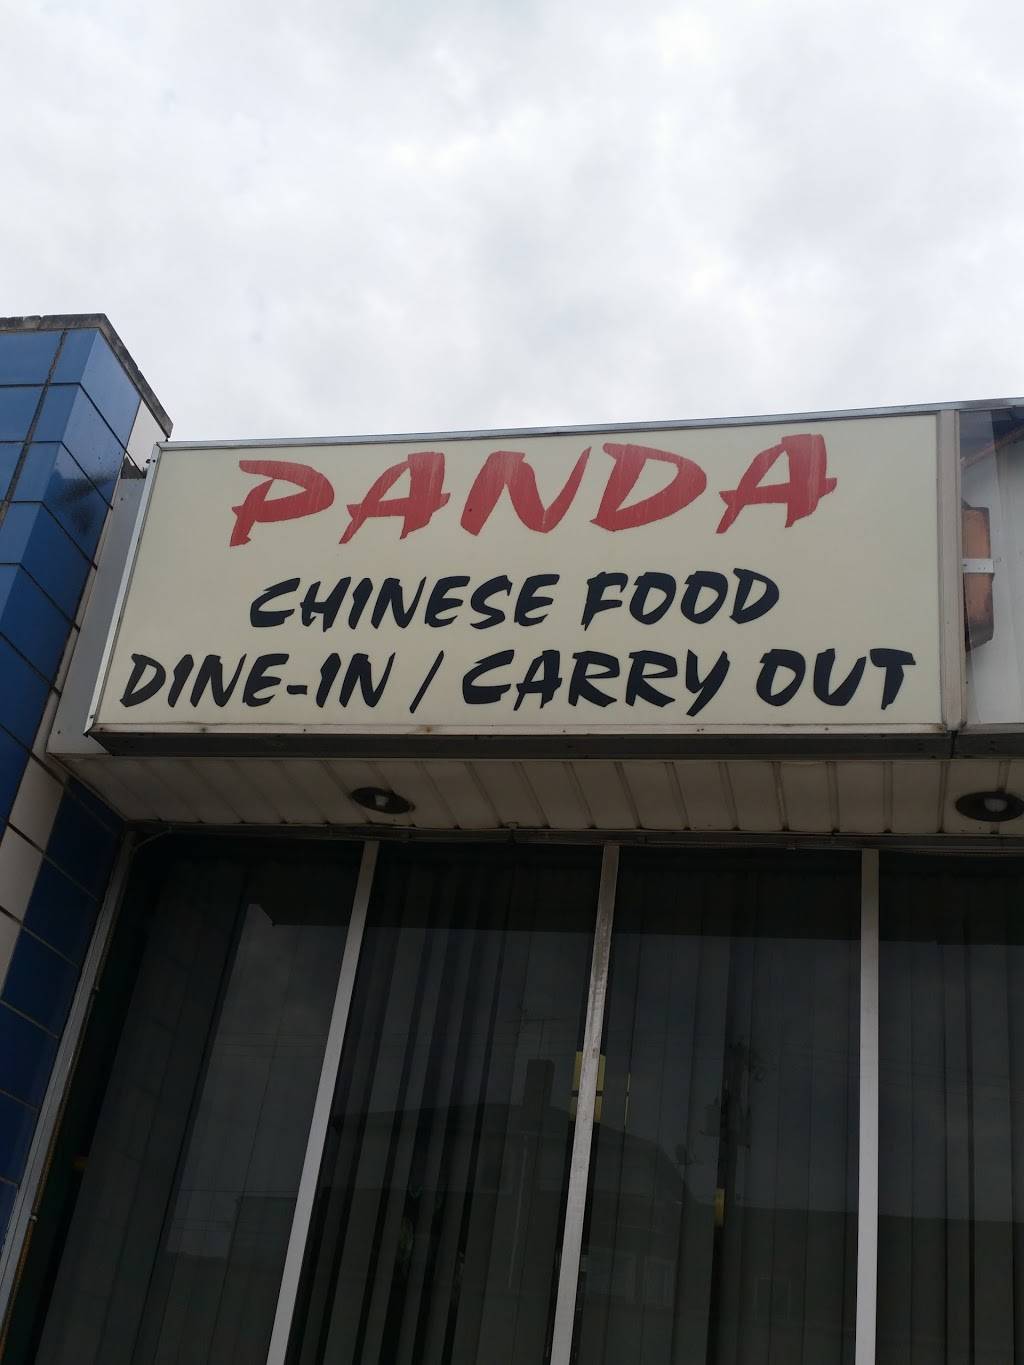 PANDA
CHINESE FOOD
DINE-IN / CARRY OUT